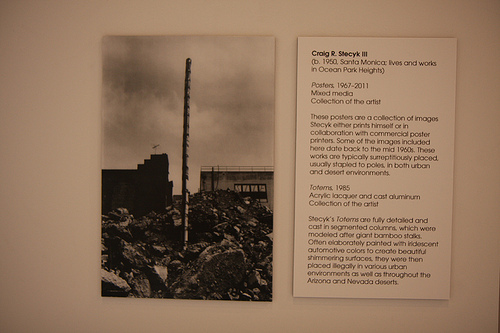 Craig R. Stecyk III
(b. 1950, Santa Monica; lives and works
in Ocean Park Heights)
Posters, 1967–2011
Mixed media
Collection of the artist
These posters are a collection of images
Stecyk either prints himself or in
collaboration with commercial poster
printers. Some of the images included
here date back to the mid 1960s. These
works are typically surreptitiously placed,
usually stapled to poles, in both urban
and desert environments.
Totems, 1985
Acrylic lacquer and cast aluminum
Collection of the artist
Stecyk's Totems are fully detailed and
cast in segmented columns, which were
modeled after giant bamboo stalks.
Often elaborately painted with iridescent
automotive colors to create beautiful
shimmering surfaces, they were then
placed illegally in various urban
environments as well as throughout the
Arizona and Nevada deserts.